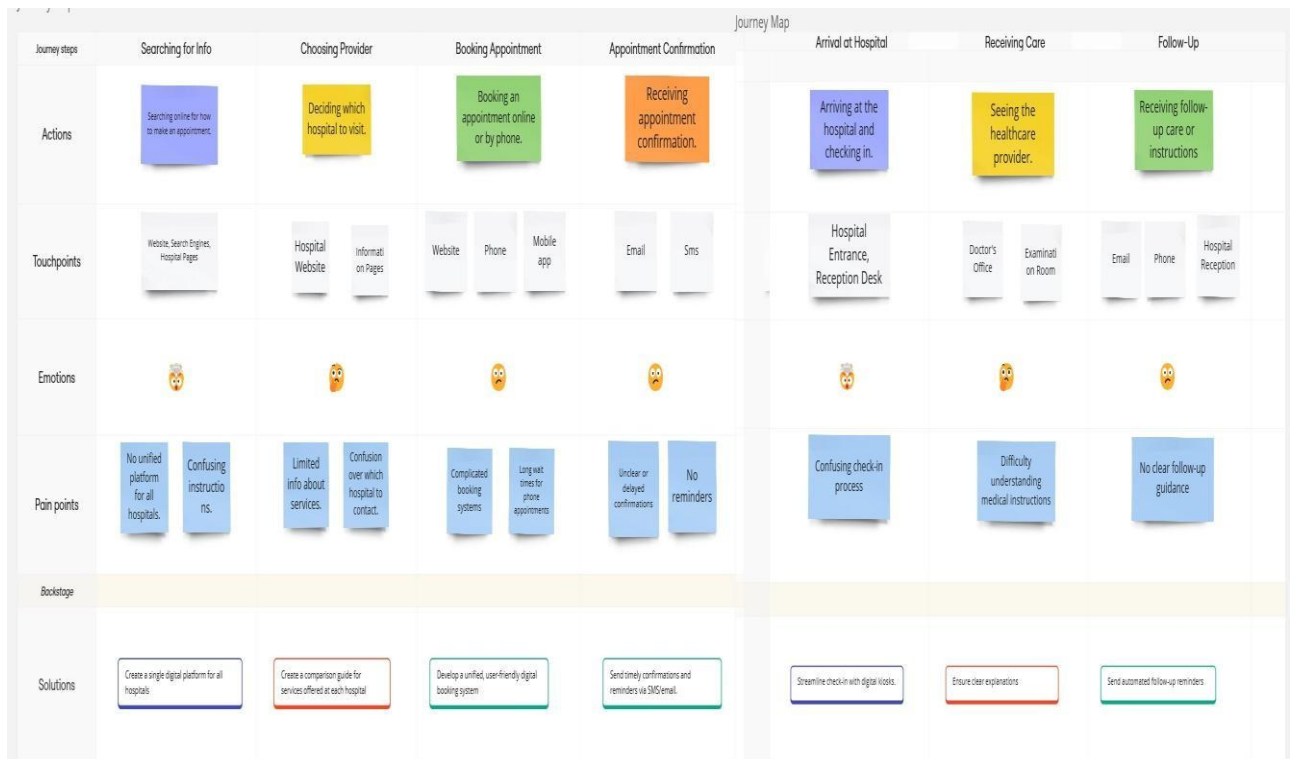 Journey Map
Journey steps
Searching for Info
Choosing Provider
Booking Appointment
Appointment Confirmation
Arrival at Hospital
Receiving Care
Follow-Up
Actions
Searching online for how
to make an appointment.
Deciding which
hospital to visit.
Booking an
appointment online
or by phone.
Receiving
appointment
confirmation.
Arriving at the
hospital and
checking in.
Seeing the
healthcare
provider.
Receiving follow-
up care or
instructions
Touchpoints
Website, Search Engines,
Hospital Pages
Hospital
Website
Informati
on Pages
Website
Phone
Mobile
app
Email
Sms
Hospital
Entrance,
Reception Desk
Doctor's
Office
Examinati
on Room
Email
Phone
Hospital
Reception
Emotions
Pain points
No unified
platform
for all
hospitals.
Confusing
instructio
ns.
Limited
info about
services.
Confusion
over which
hospital to
contact.
Complicated
booking
systems
Long wait
times for
phone
appointments
Unclear or
delayed
confirmations
No
reminders
Confusing check-in
process
Difficulty
understanding
medical instructions
No clear follow-up
guidance
Backstage
Solutions
Create a single digital platform for all
hospitals
Create a comparison guide for
services offered at each hospital
Develop a unified, user-friendly digital
booking system
Send timely confirmations and
reminders via SMS/email.
Streamline check-in with digital kiosks.
Ensure clear explanations
Send automated follow-up reminders